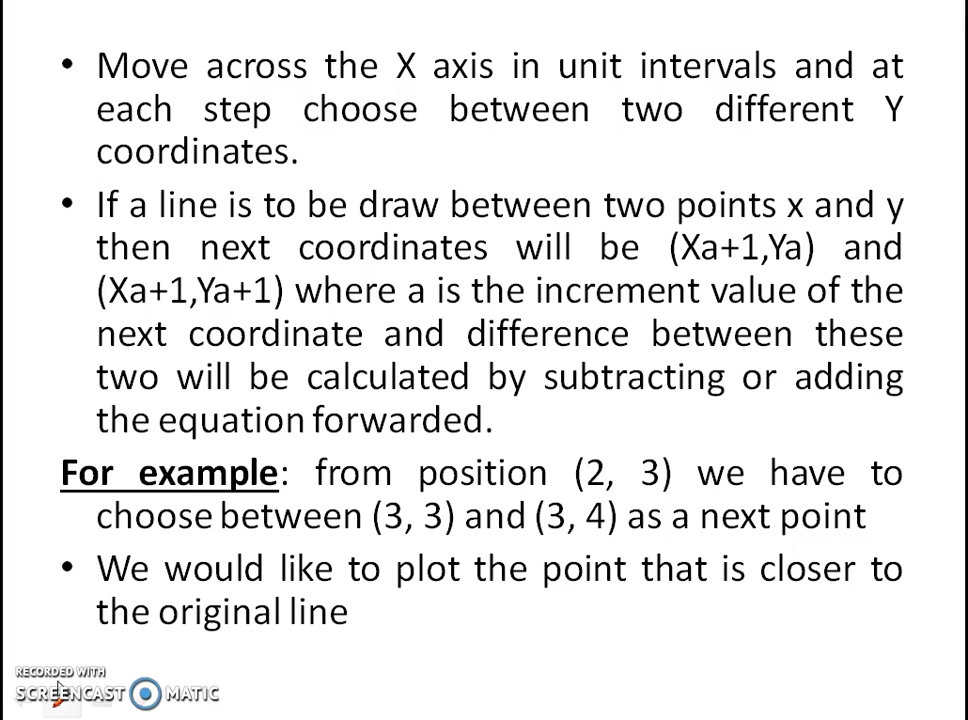 • Move across the X axis in unit intervals and at
each step choose between two different Y
coordinates.
• If a line is to be draw between two points x and y
then next coordinates will be (Xa+1,Ya) and
(Xa+1,Ya+1) where a is the increment value of the
next coordinate and difference between these
two will be calculated by subtracting or adding
the equation forwarded.
For example: from position (2, 3) we have to
choose between (3, 3) and (3, 4) as a next point
• We would like to plot the point that is closer to
the original line
RECORDED WITH
SCREENCAST MATIC